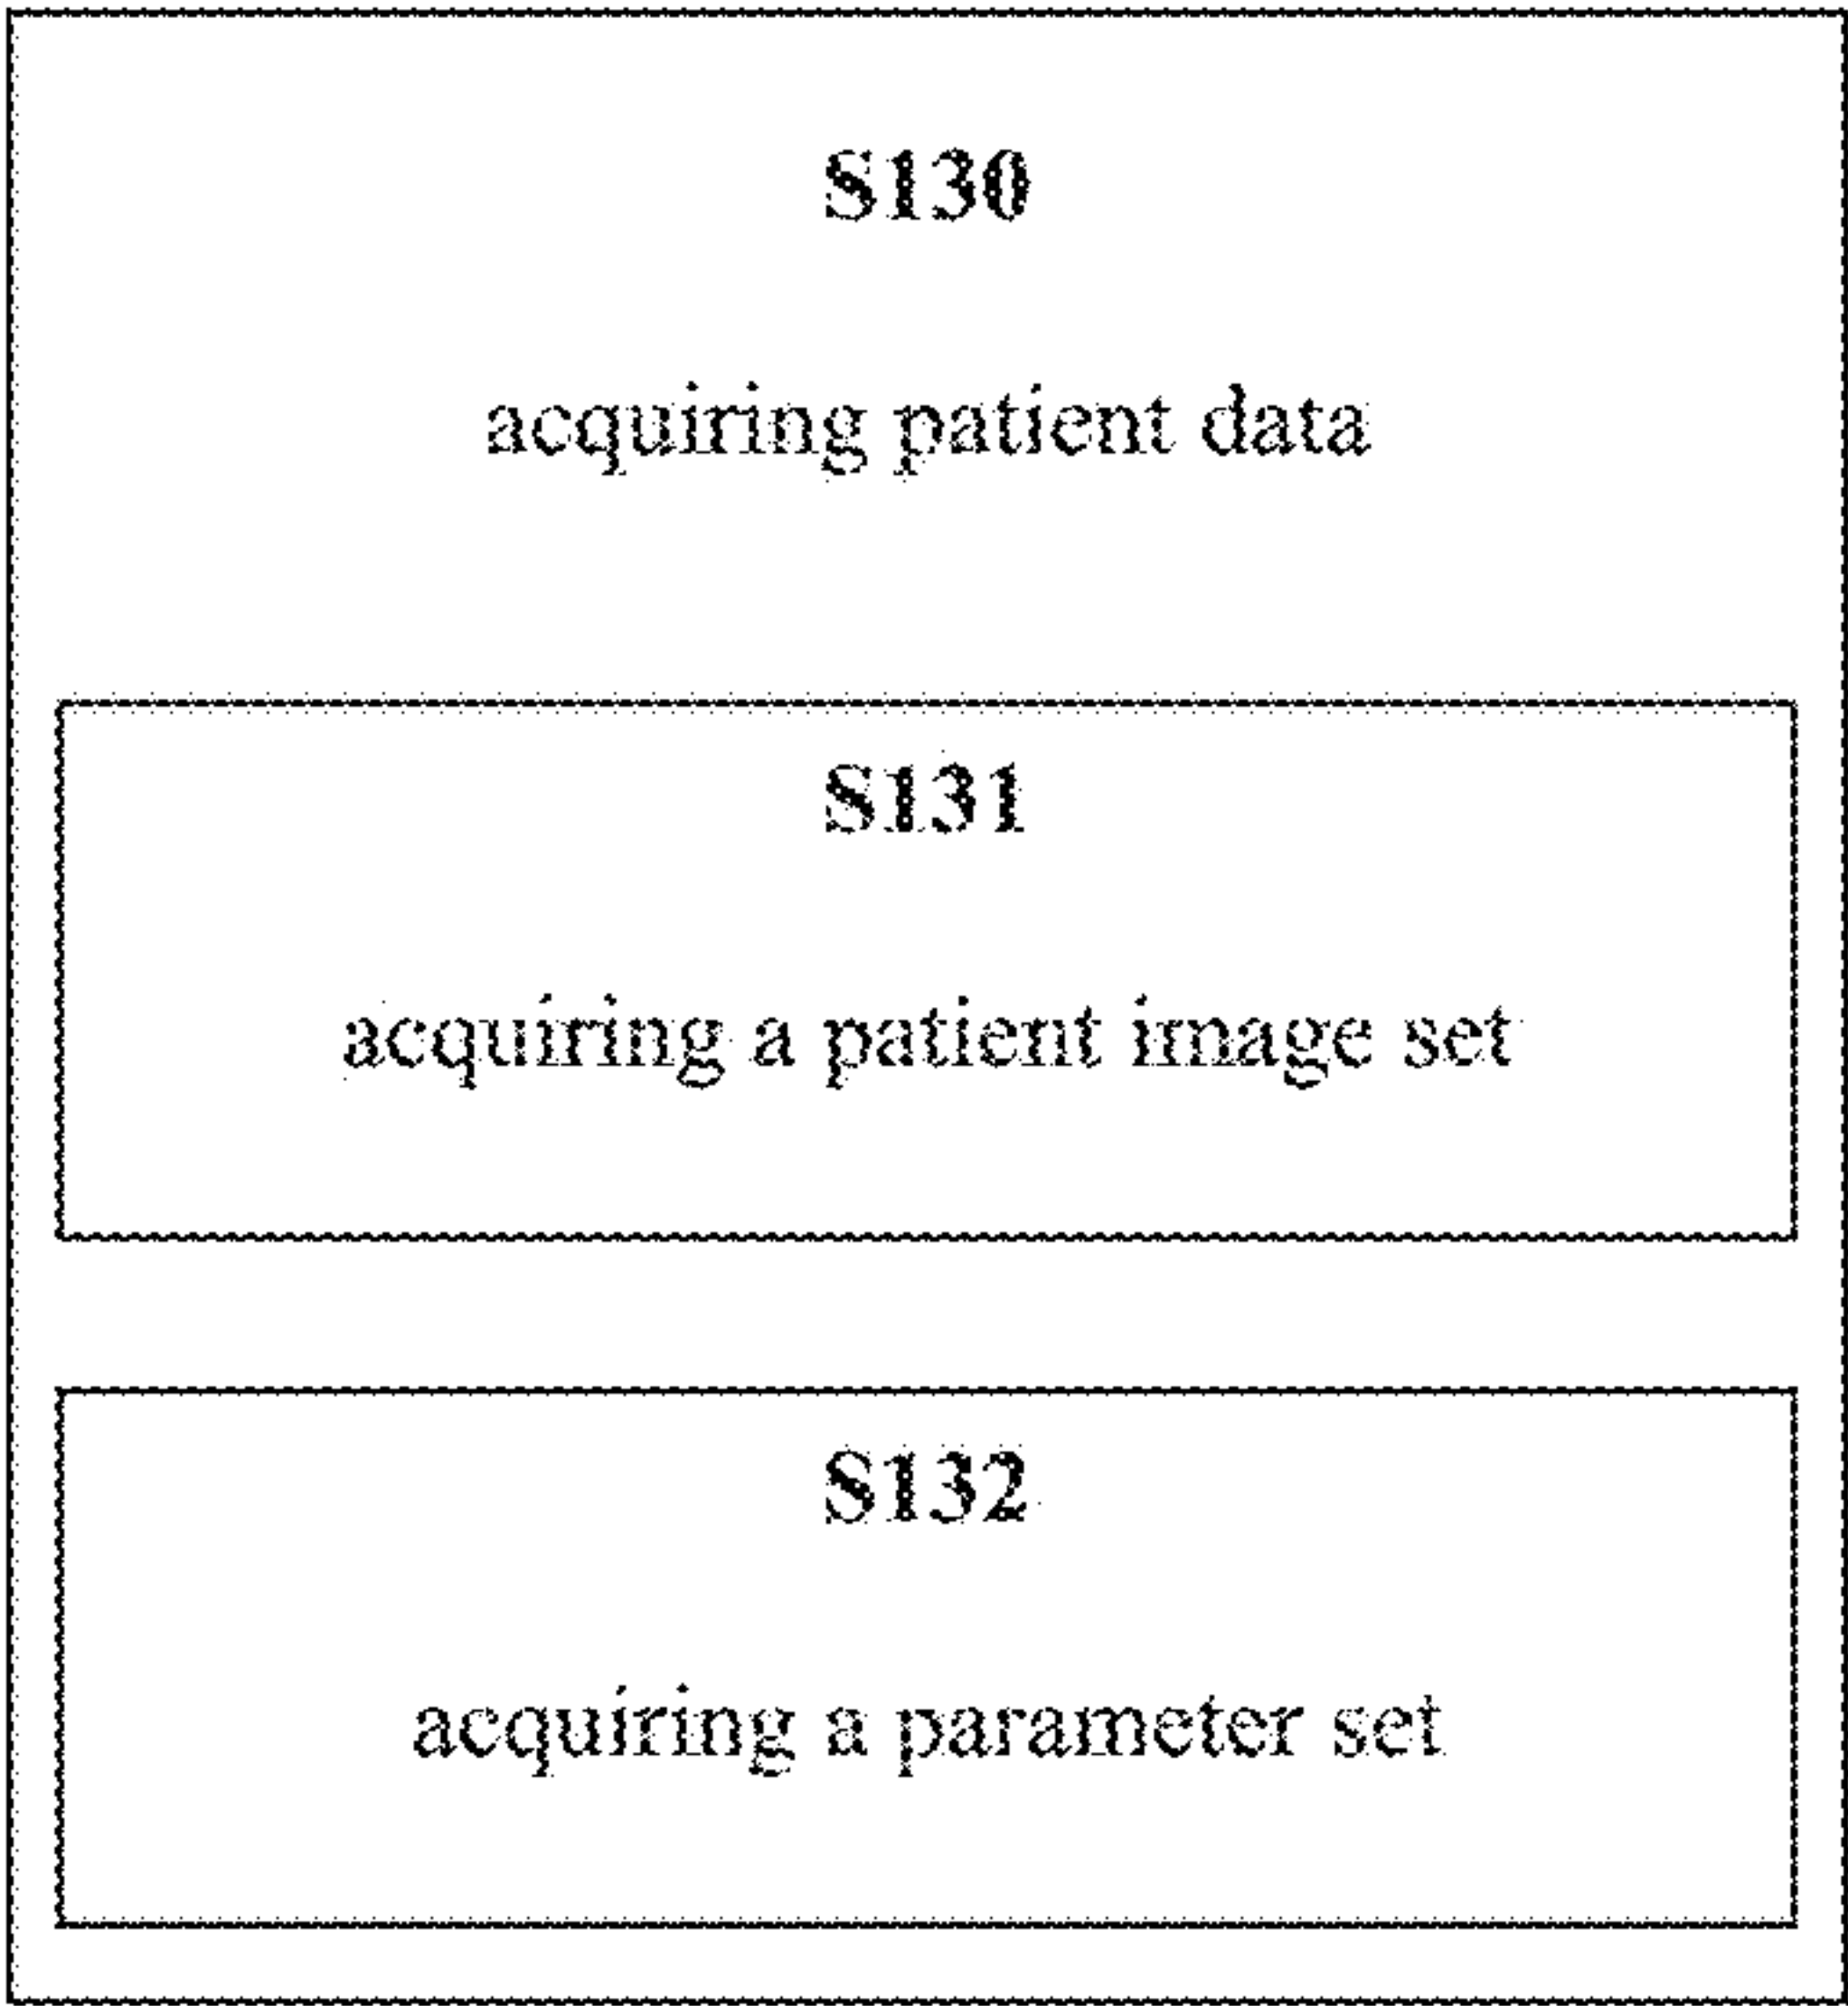 S130
acquiring patient data
S131
acquiring a patient image set
S132
acquiring a parameter set